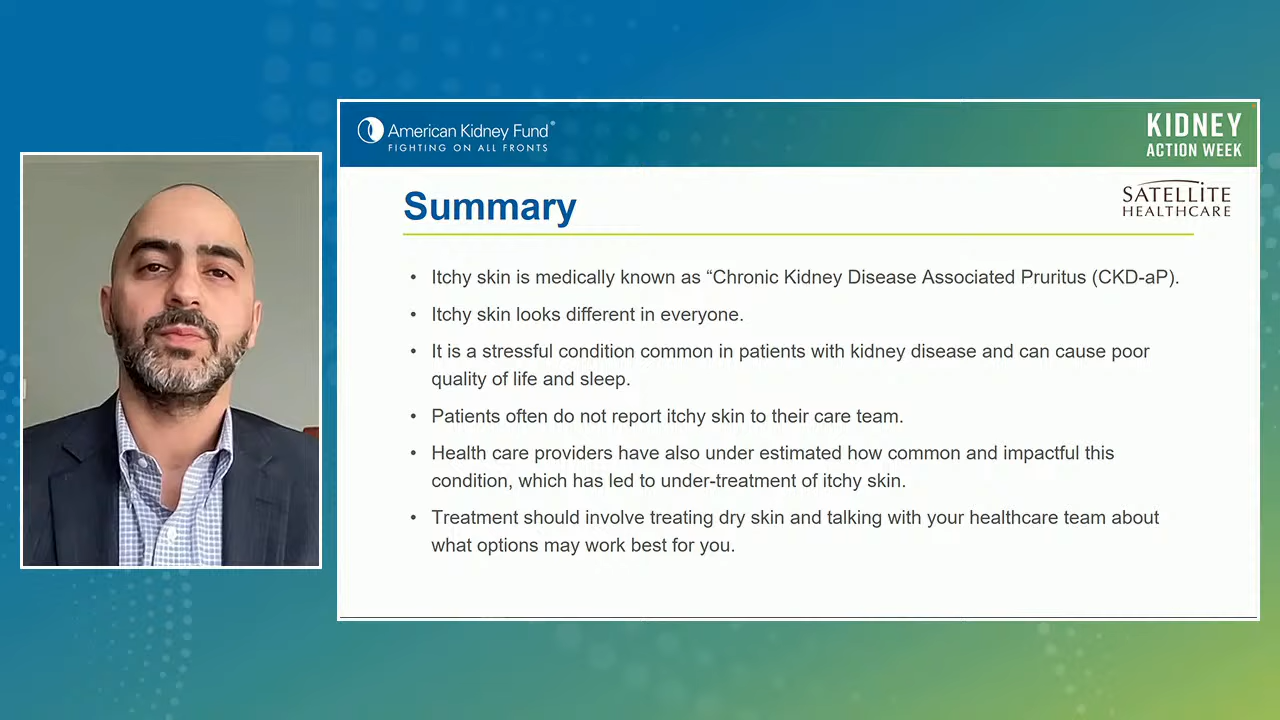 American Kidney Fund®
FIGHTING ON ALL FRONTS
KIDNEY
ACTION WEEK
SATELLITE
HEALTHCARE
Summary
• Itchy skin is medically known as “Chronic Kidney Disease Associated Pruritus (CKD-aP).
• Itchy skin looks different in everyone.
• It is a stressful condition common in patients with kidney disease and can cause poor
quality of life and sleep.
• Patients often do not report itchy skin to their care team.
• Health care providers have also under estimated how common and impactful this
condition, which has led to under-treatment of itchy skin.
• Treatment should involve treating dry skin and talking with your healthcare team about
what options may work best for you.